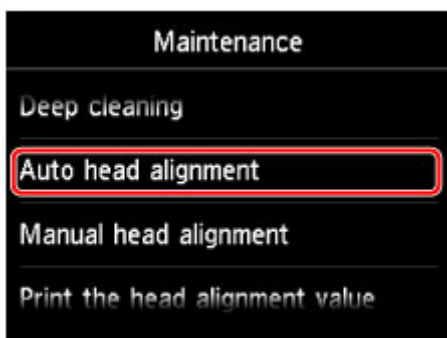 Maintenance
Deep cleaning
Auto head alignment
Manual head alignment
Print the head alignment value